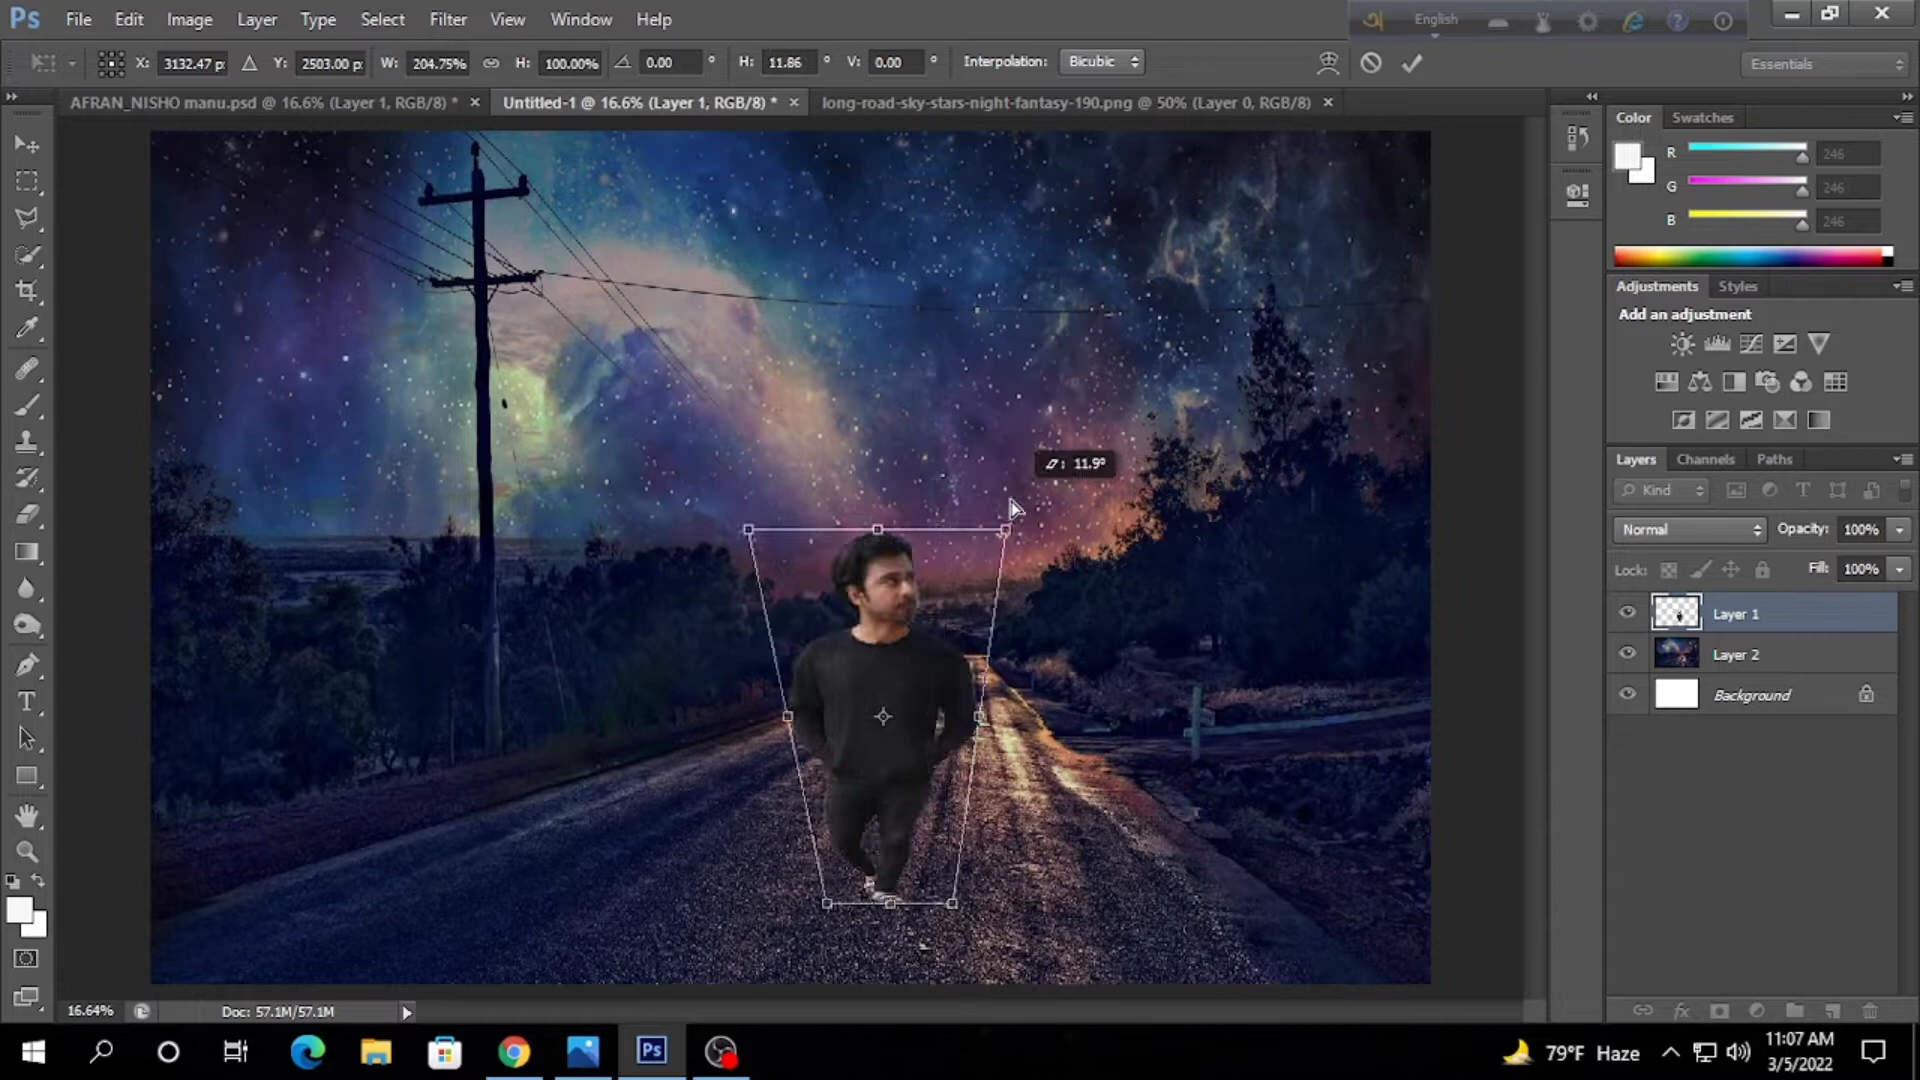 Ps File Edit Image Layer Type Select Filter View Window Help
English
X: 3132.47 p Y: 2503.00 p W: 204.75% H: 100.00% 0.00 ° H: 11.86 ° V: 0.00 ° Interpolation: Bicubic Essentials
AFRAN_NISHO manu.psd @ 16.6% (Layer 1, RGB/8) * × Untitled-1 @ 16.6% (Layer 1, RGB/8) * × long-road-sky-stars-night-fantasy-190.png @ 50% (Layer 0, RGB/8) ×
Color Swatches
R 246
G 246
B 246
Adjustments Styles
Add an adjustment
: 11.9°
Layers Channels Paths
Kind
Normal Opacity: 100%
Lock: Fill: 100%
Layer 1
Layer 2
Background
16.64% Doc: 57.1M/57.1M
Ps 79°F Haze 11:07 AM
3/5/2022